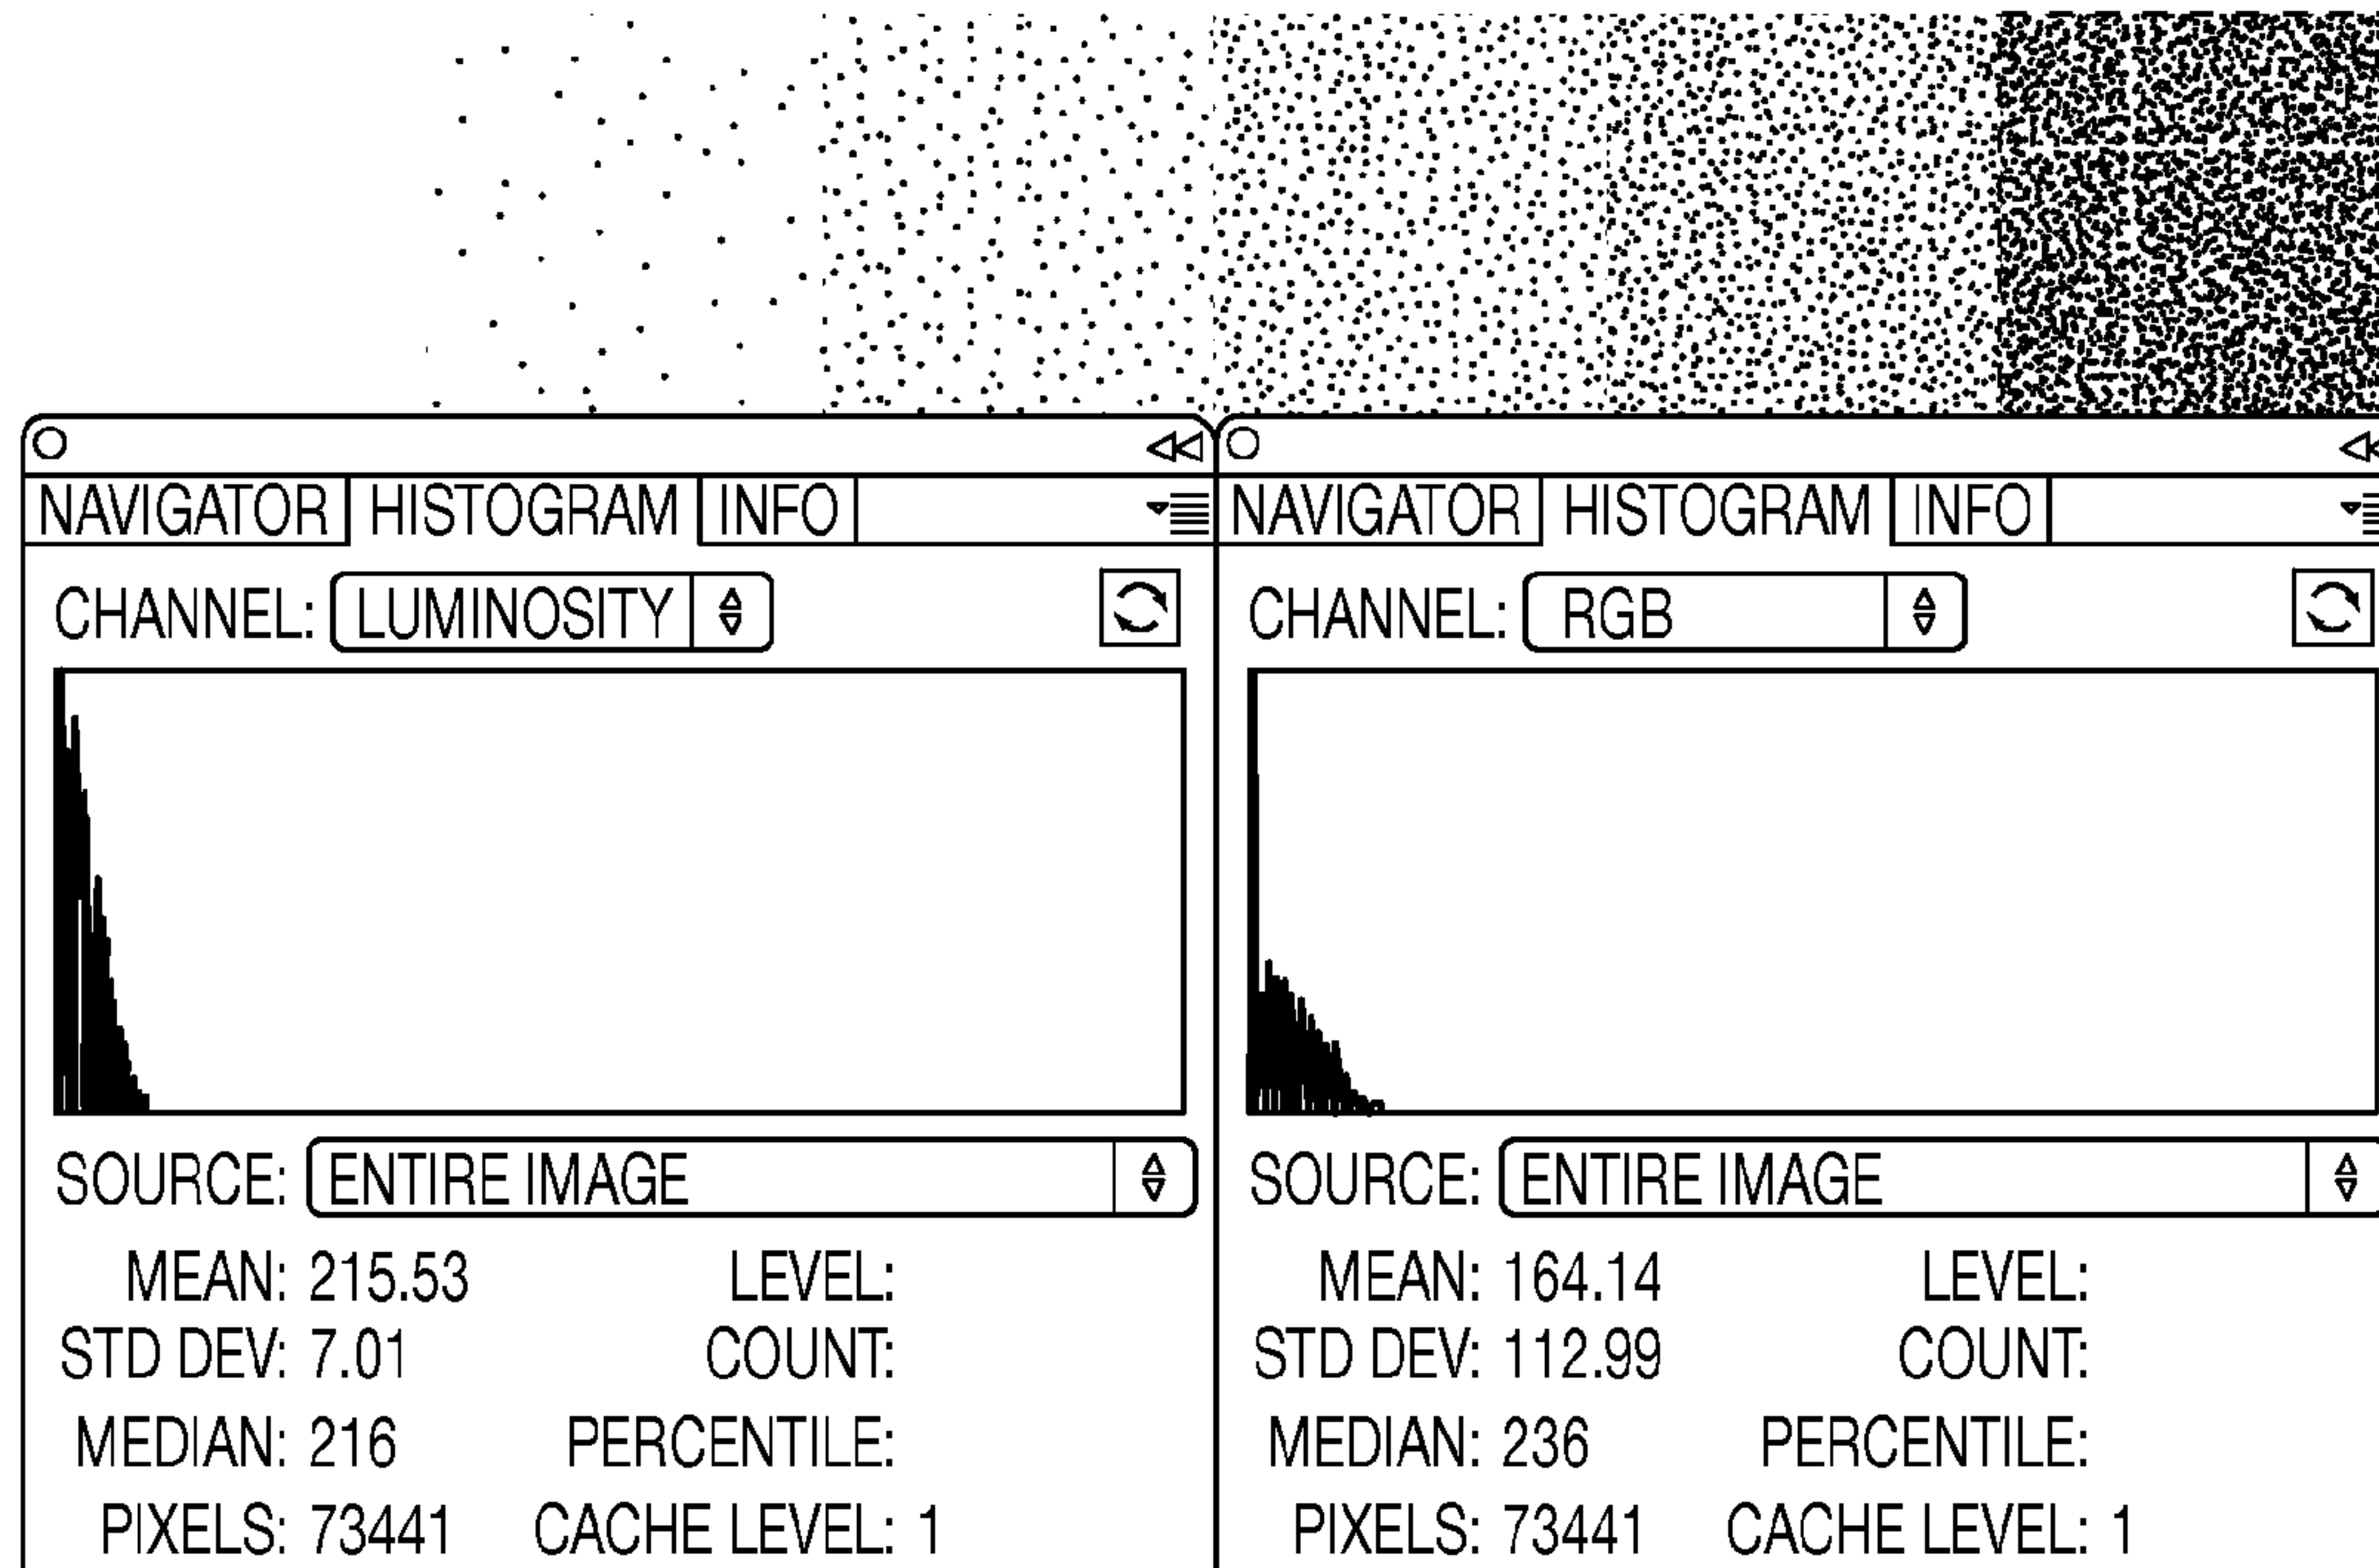 NAVIGATOR HISTOGRAM INFO
CHANNEL: LUMINOSITY
SOURCE: ENTIRE IMAGE
MEAN: 215.53 LEVEL:
STD DEV: 7.01 COUNT:
MEDIAN: 216 PERCENTILE:
PIXELS: 73441 CACHE LEVEL: 1
NAVIGATOR HISTOGRAM INFO
CHANNEL: RGB
SOURCE: ENTIRE IMAGE
MEAN: 164.14 LEVEL:
STD DEV: 112.99 COUNT:
MEDIAN: 236 PERCENTILE:
PIXELS: 73441 CACHE LEVEL: 1